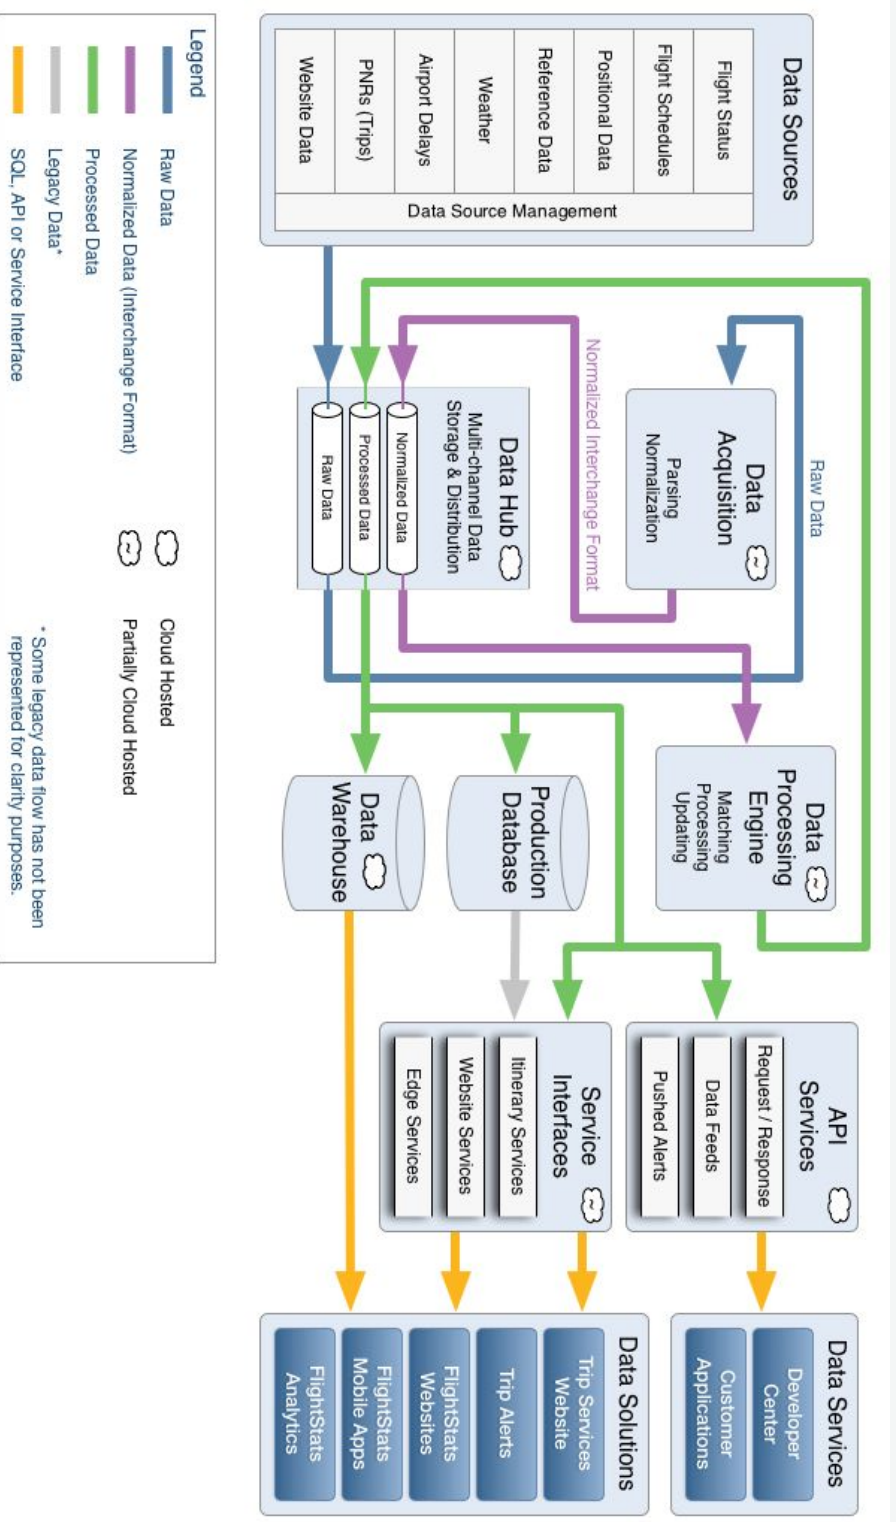 Data Sources
Flight Status
Flight Schedules
Positional Data
Reference Data
Weather
Airport Delays
PNRs (Trips)
Website Data
Data Source Management
Raw Data
Data
Acquisition
Parsing
Normalization
Normalized Interchange Format
Data Hub
Multi-channel Data
Storage & Distribution
Normalized Data
Processed Data
Raw Data
Data
Processing
Engine
Matching
Processing
Updating
Production
Database
Data
Warehouse
API
Services
Request / Response
Data Feeds
Pushed Alerts
Service
Interfaces
Itinerary Services
Website Services
Edge Services
Data Services
Developer
Center
Customer
Applications
Data Solutions
Trip Services
Website
Trip Alerts
FlightStats
Websites
FlightStats
Mobile Apps
FlightStats
Analytics
Legend
Raw Data
Normalized Data (Interchange Format)
Processed Data
Legacy Data*
SQL, API or Service Interface
Cloud Hosted
~ Partially Cloud Hosted
* Some legacy data flow has not been
represented for clarity purposes.